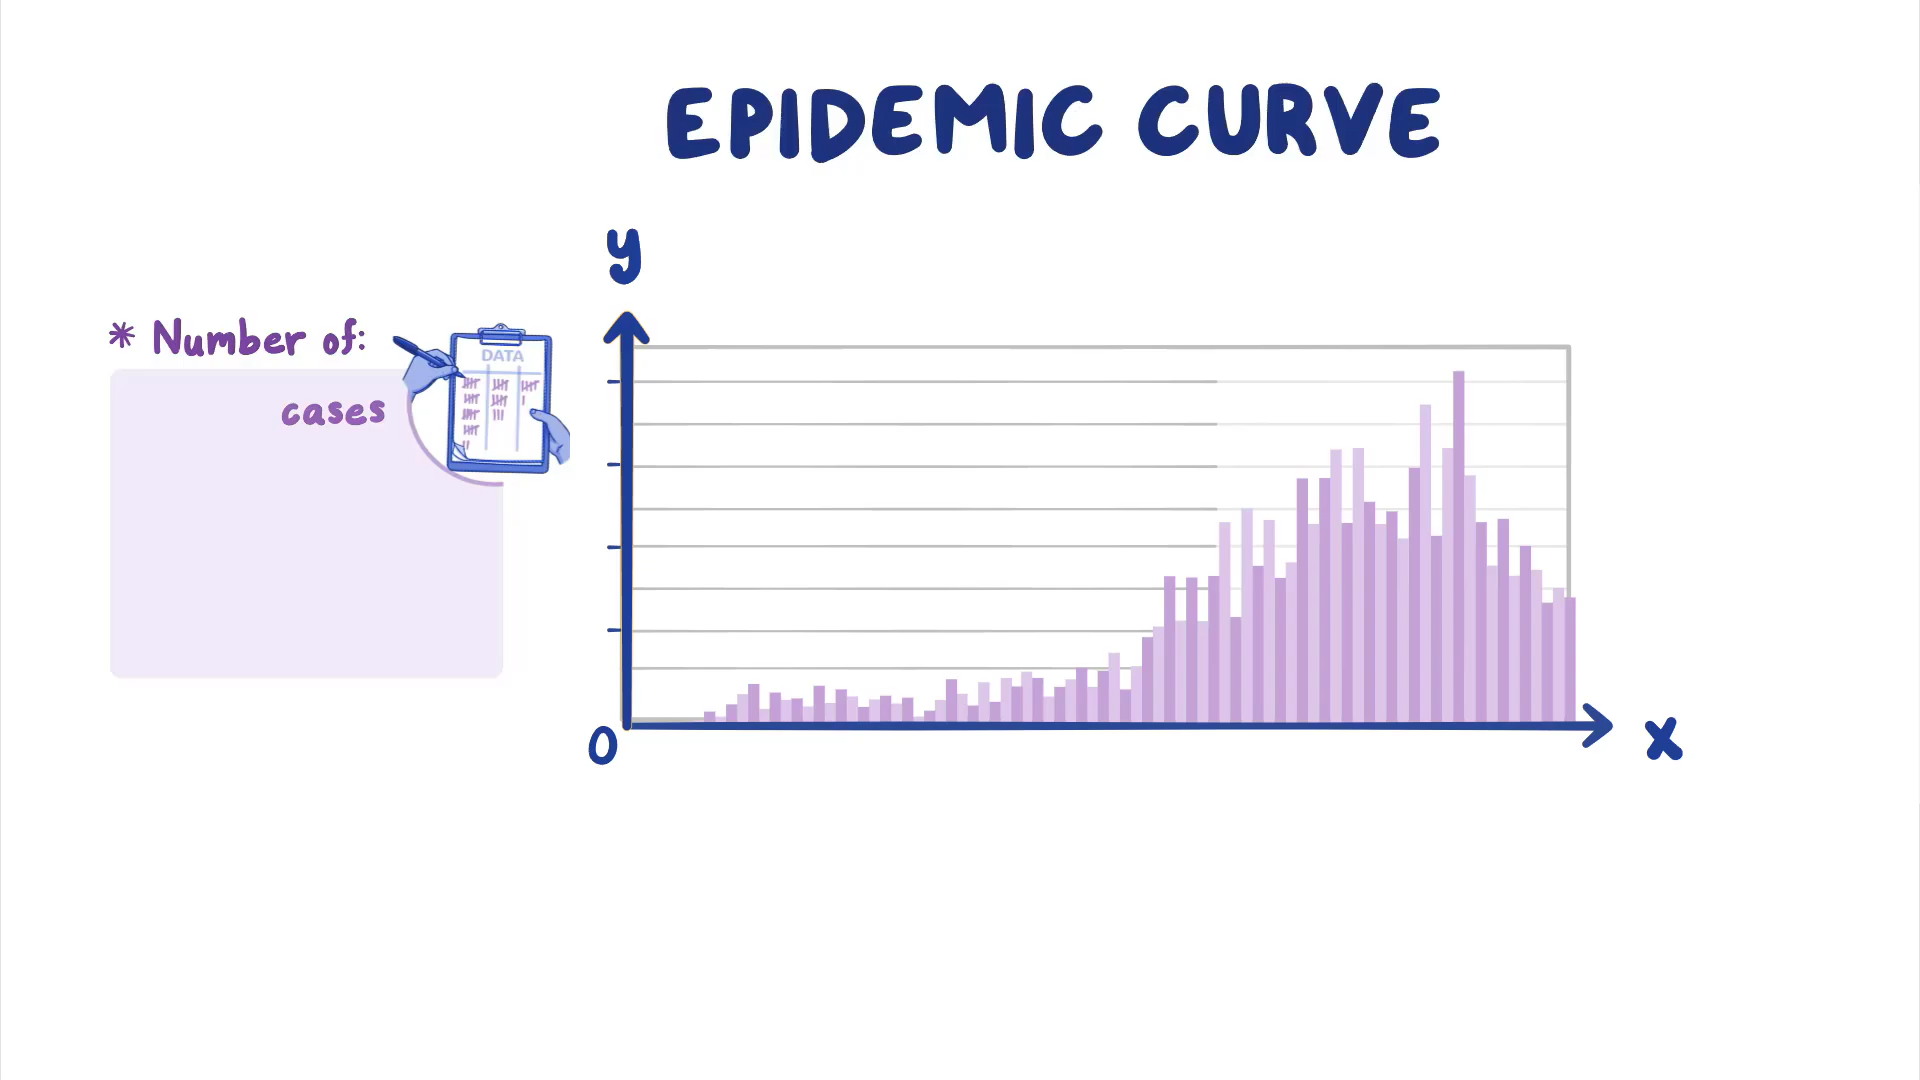 EPIDEMIC CURVE
y
* Number of:
DATA
cases
0
x